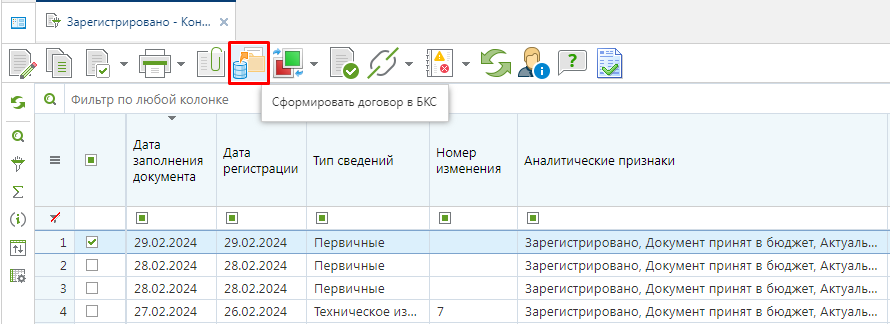 Зарегистрировано - Кон...
Сформировать договор в БКС
Фильтр по любой колонке
Дата заполнения документа
Дата регистрации
Тип сведений
Номер изменения
Аналитические признаки
1 29.02.2024 29.02.2024 Первичные Зарегистрировано, Документ принят в бюджет, Актуаль...
2 28.02.2024 28.02.2024 Первичные Зарегистрировано, Документ принят в бюджет, Актуаль...
3 28.02.2024 28.02.2024 Первичные Зарегистрировано, Документ принят в бюджет, Актуаль...
4 27.02.2024 26.02.2024 Техническое из... 7 Зарегистрировано, Документ принят в бюджет, Актуаль...